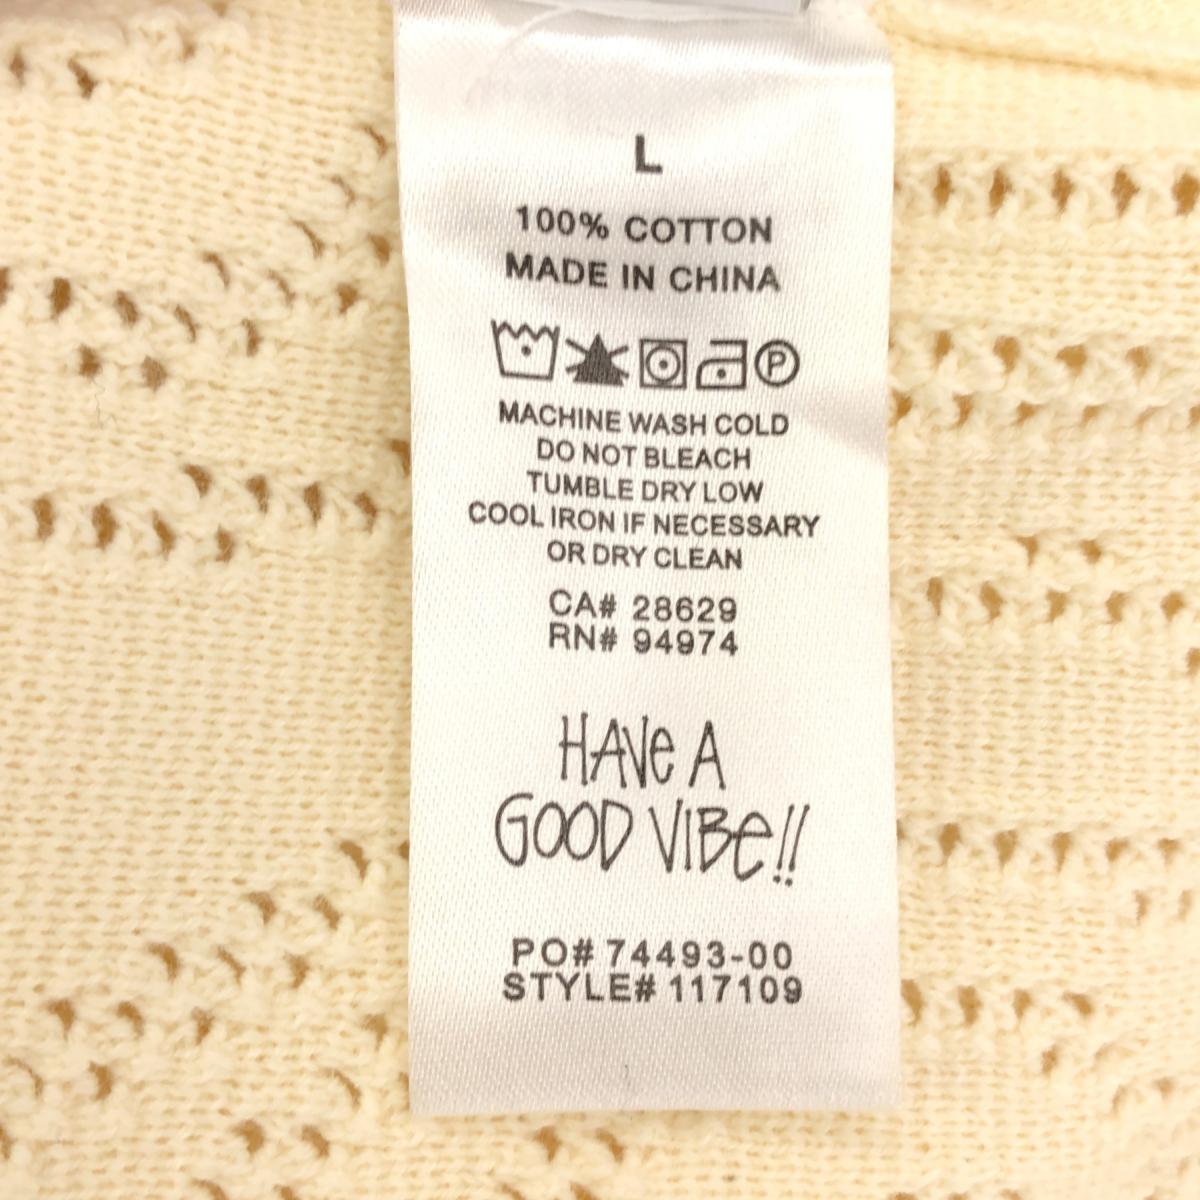 L
100% COTTON
MADE IN CHINA
P
MACHINE WASH COLD
DO NOT BLEACH
TUMBLE DRY LOW
COOL IRON IF NECESSARY
OR DRY CLEAN
CA# 28629
RN# 94974
HAVe A
GOOD VIBe!!
PO# 74493-00
STYLE# 117109